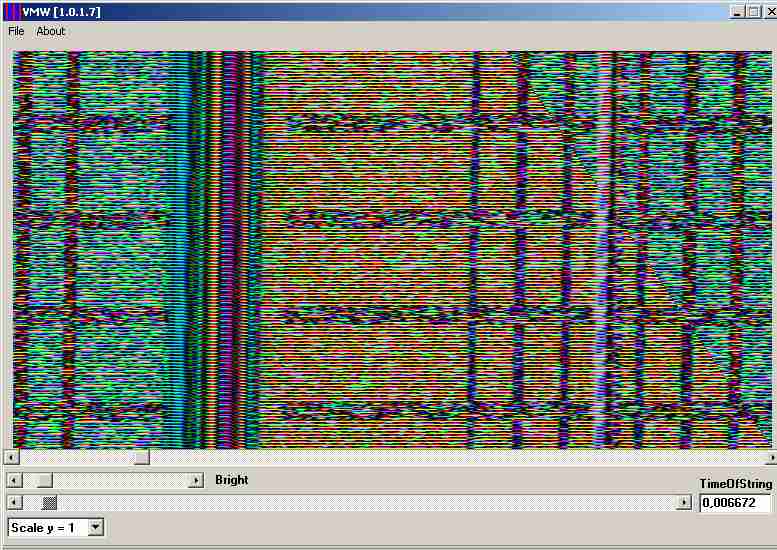 VMW [1.0.1.7]
File About
Bright
TimeOfString
0,006672
Scale y = 1